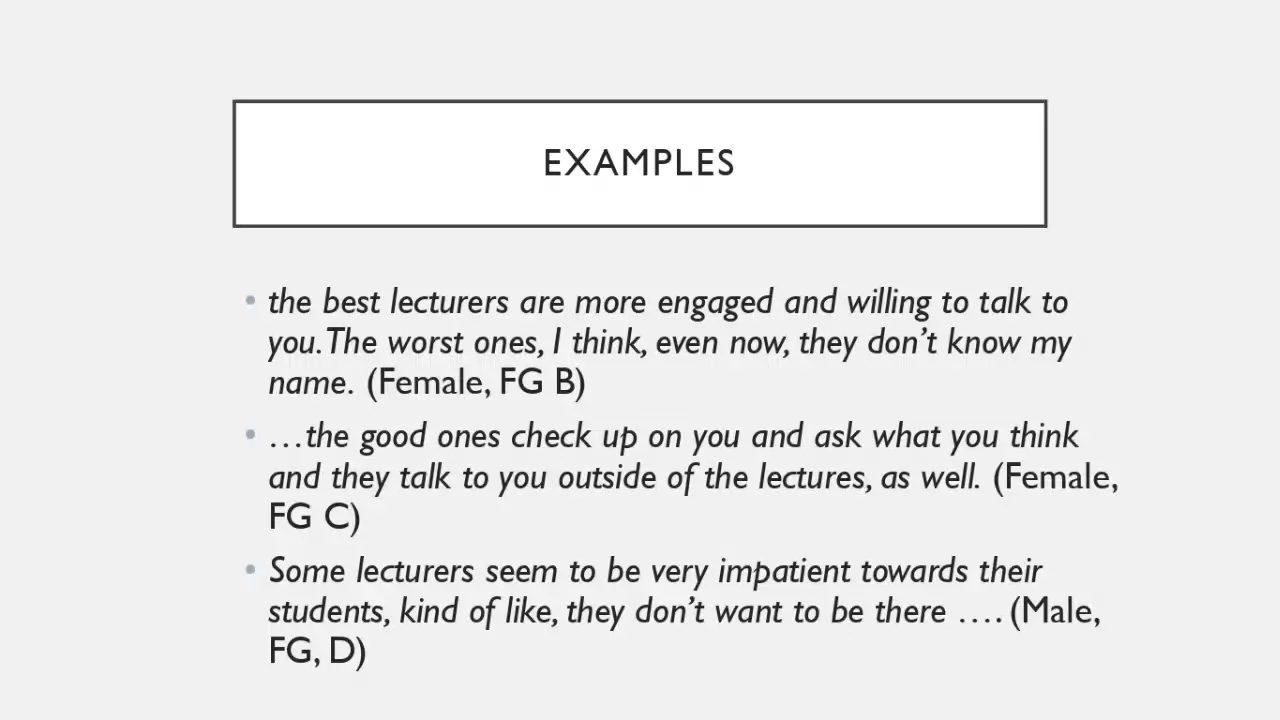 EXAMPLES
• the best lecturers are more engaged and willing to talk to
you. The worst ones, I think, even now, they don’t know my
name. (Female, FG B)
• …the good ones check up on you and ask what you think
and they talk to you outside of the lectures, as well. (Female,
FG C)
• Some lecturers seem to be very impatient towards their
students, kind of like, they don’t want to be there …. (Male,
FG, D)